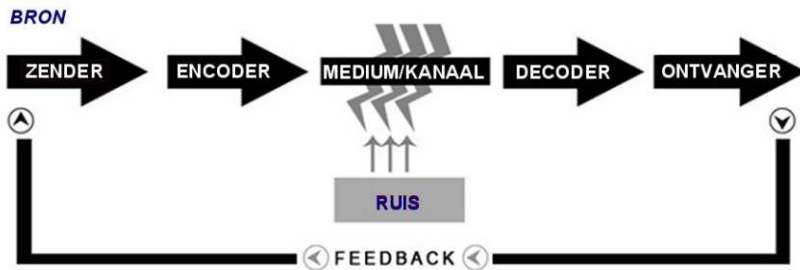 BRON
ZENDER ENCODER MEDIUM/KANAAL DECODER ONTVANGER
RUIS
FEEDBACK